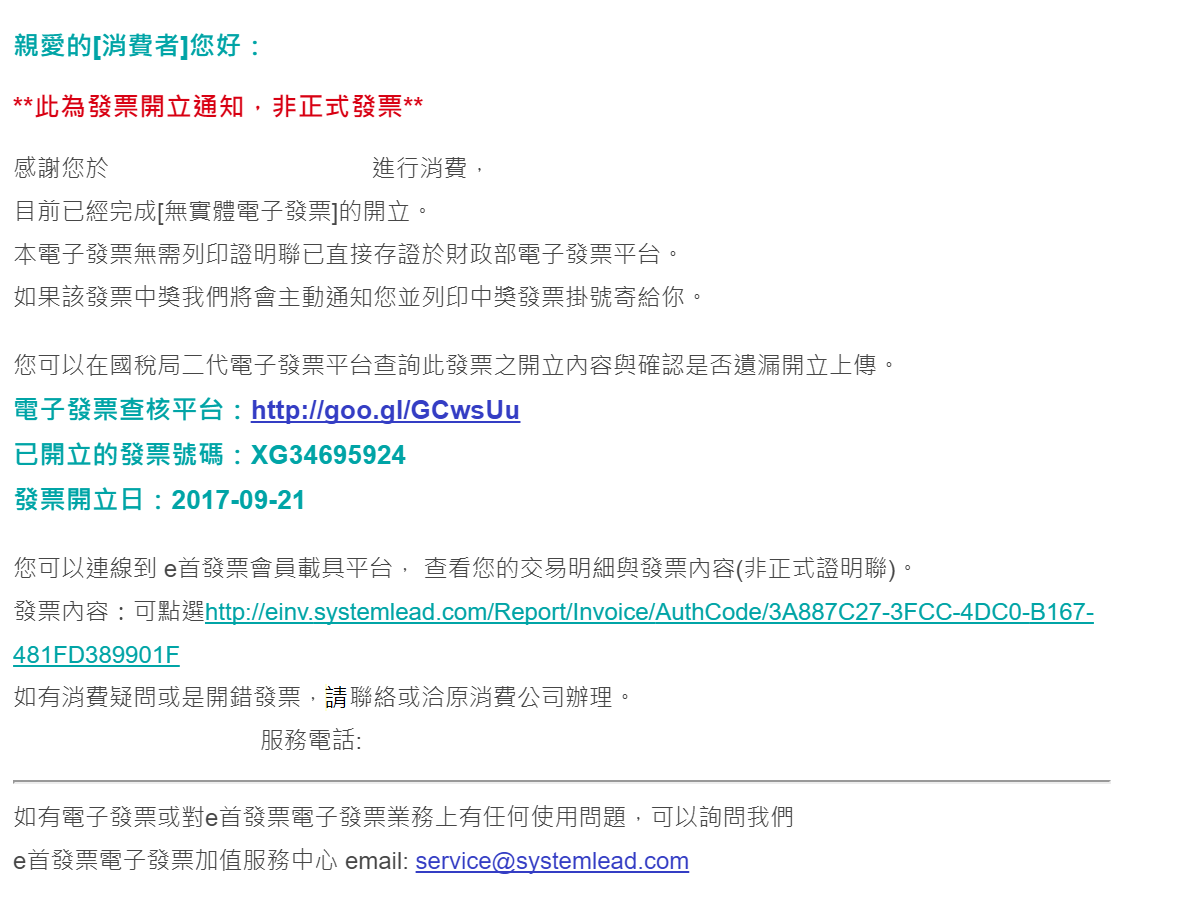 親愛的[消費者]您好：
**此為發票開立通知，非正式發票**
感謝您於 進行消費，
目前已經完成[無實體電子發票]的開立。
本電子發票無需列印證明聯已直接存證於財政部電子發票平台。
如果該發票中獎我們將會主動通知您並列印中獎發票掛號寄給你。
您可以在國稅局二代電子發票平台查詢此發票之開立內容與確認是否遺漏開立上傳。
電子發票查核平台：http://goo.gl/GCwsUu
已開立的發票號碼：XG34695924
發票開立日：2017-09-21
您可以連線到 e首發票會員載具平台， 查看您的交易明細與發票內容(非正式證明聯)。
發票內容：可點選http://einv.systemlead.com/Report/Invoice/AuthCode/3A887C27-3FCC-4DC0-B167-
481FD389901F
如有消費疑問或是開錯發票，請聯絡或洽原消費公司辦理。
服務電話:
如有電子發票或對e首發票電子發票業務上有任何使用問題，可以詢問我們
e首發票電子發票加值服務中心 email: service@systemlead.com